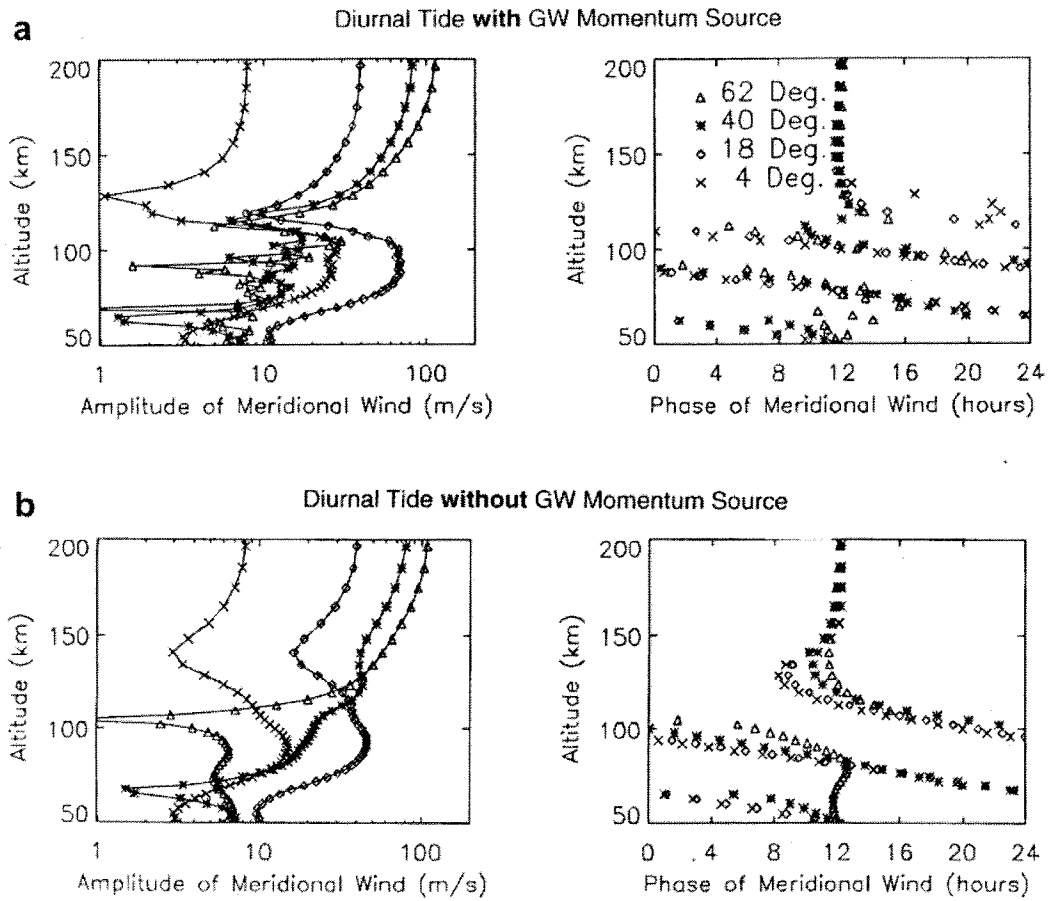 a
Diurnal Tide with GW Momentum Source
200
150
100
50
Altitude (km)
1 10 100
Amplitude of Meridional Wind (m/s)
200
150
100
50
Altitude (km)
62 Deg.
40 Deg.
18 Deg.
4 Deg.
0 4 8 12 16 20 24
Phase of Meridional Wind (hours)
b
Diurnal Tide without GW Momentum Source
200
150
100
50
Altitude (km)
1 10 100
Amplitude of Meridional Wind (m/s)
200
150
100
50
Altitude (km)
0 4 8 12 16 20 24
Phase of Meridional Wind (hours)